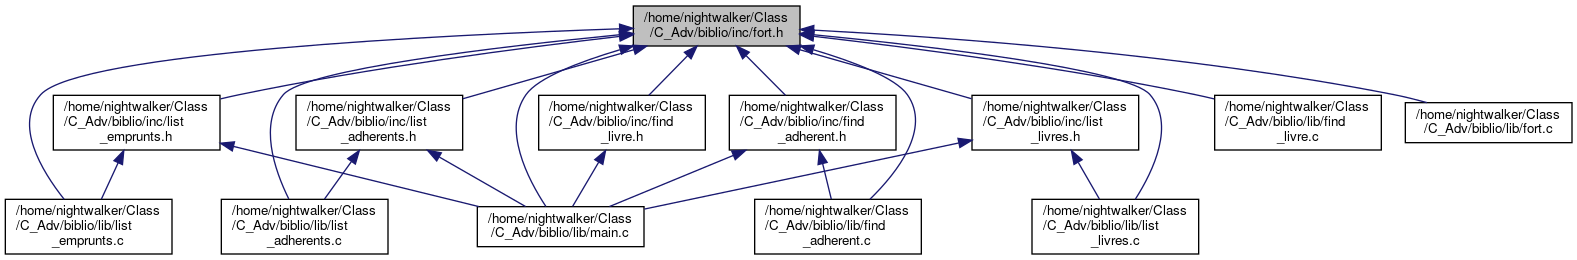 /home/nightwalker/Class
/C_Adv/biblio/inc/fort.h
/home/nightwalker/Class
/C_Adv/biblio/inc/list
_emprunts.h
/home/nightwalker/Class
/C_Adv/biblio/inc/list
_adherents.h
/home/nightwalker/Class
/C_Adv/biblio/inc/find
_livre.h
/home/nightwalker/Class
/C_Adv/biblio/inc/find
_adherent.h
/home/nightwalker/Class
/C_Adv/biblio/inc/list
_livres.h
/home/nightwalker/Class
/C_Adv/biblio/lib/find
_livre.c
/home/nightwalker/Class
/C_Adv/biblio/lib/fort.c
/home/nightwalker/Class
/C_Adv/biblio/lib/list
_emprunts.c
/home/nightwalker/Class
/C_Adv/biblio/lib/list
_adherents.c
/home/nightwalker/Class
/C_Adv/biblio/lib/main.c
/home/nightwalker/Class
/C_Adv/biblio/lib/find
_adherent.c
/home/nightwalker/Class
/C_Adv/biblio/lib/list
_livres.c